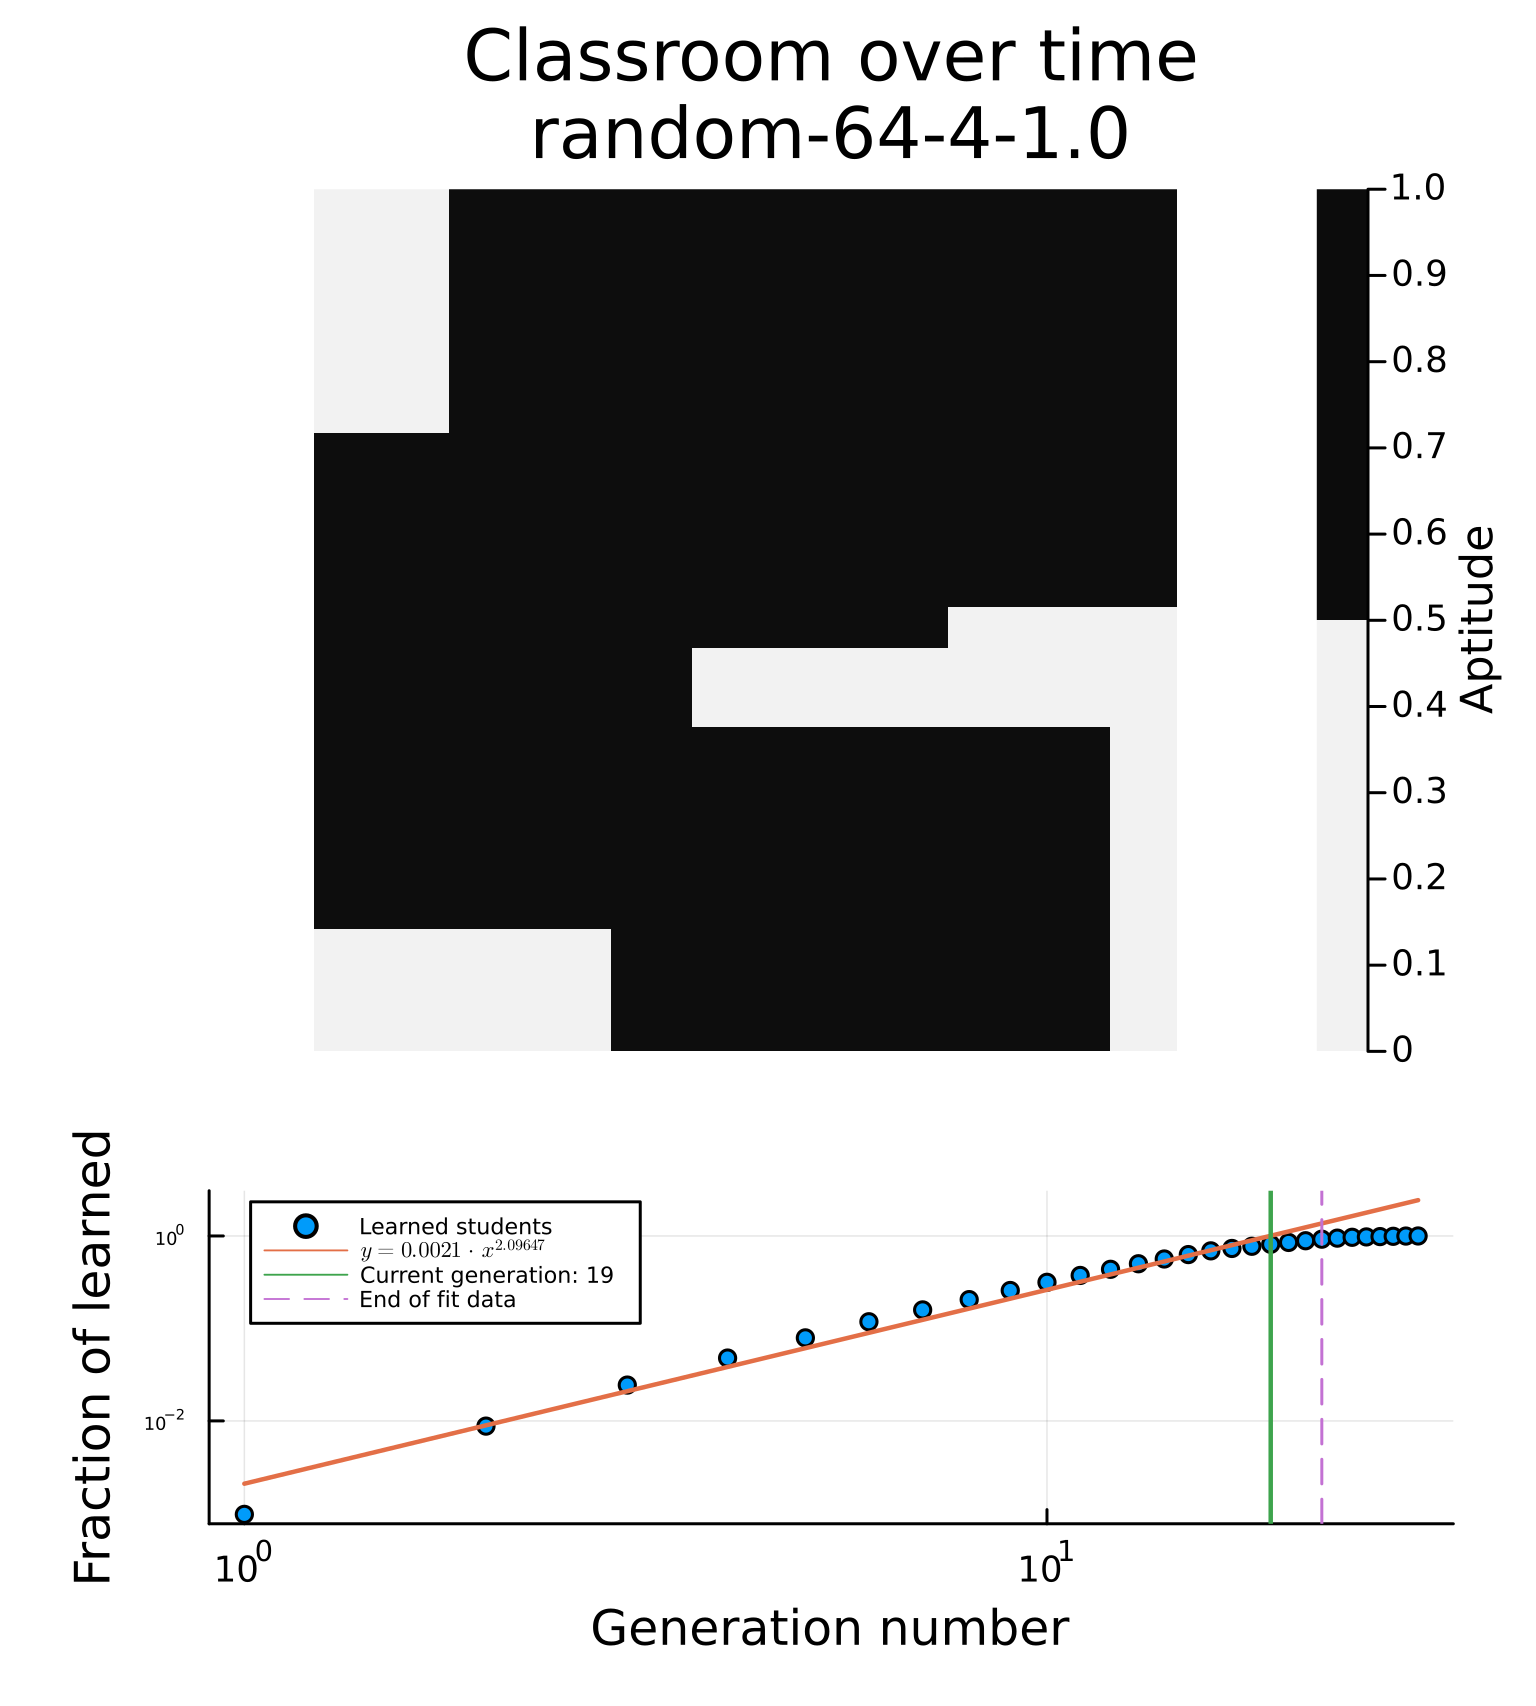 Classroom over time
random-64-4-1.0
1.0
0.9
0.8
0.7
0.6
0.5
0.4
0.3
0.2
0.1
0
Aptitude
Fraction of learned
10⁰
10⁻²
Learned students
y = 0.0021 · x^2.09647
Current generation: 19
End of fit data
10⁰
10¹
Generation number